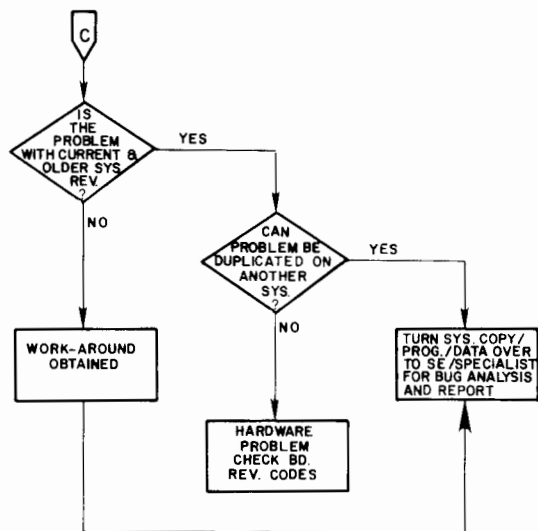 C
IS
THE
PROBLEM
WITH CURRENT &
OLDER SYS
REV.
?
YES
NO
CAN
PROBLEM BE
DUPLICATED ON
ANOTHER
SYS.
?
YES
NO
WORK-AROUND
OBTAINED
TURN SYS. COPY/
PROG./DATA OVER
TO SE/SPECIALIST
FOR BUG ANALYSIS
AND REPORT
HARDWARE
PROBLEM
CHECK BD.
REV. CODES